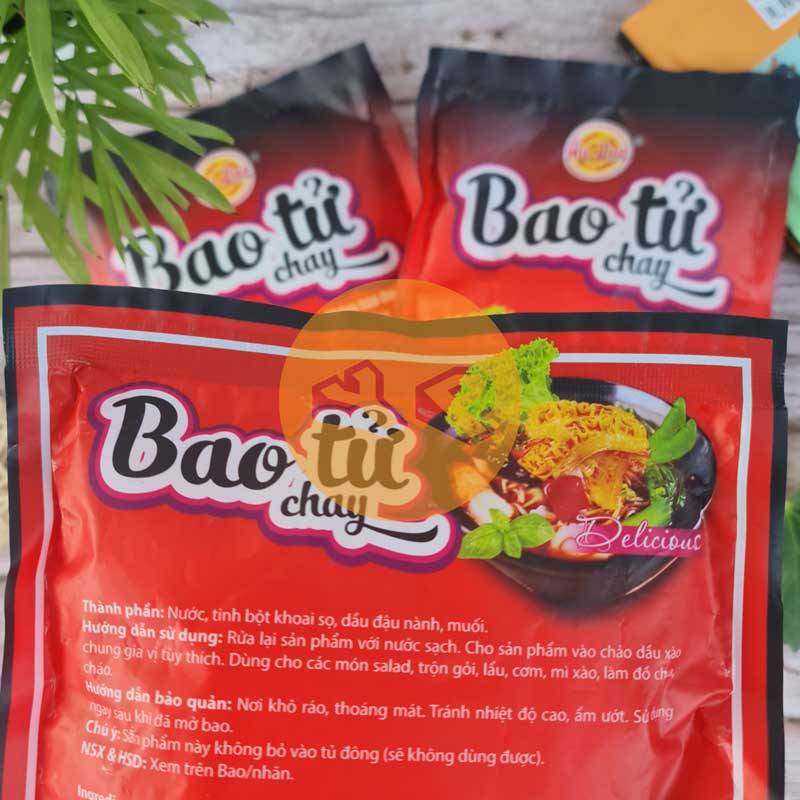 Bao tử
chay
Âu Lạc
Bao tử
chay
Bao tử
chay
Delicious
Thành phần: Nước, tinh bột khoai sọ, dầu đậu nành, muối.
Hướng dẫn sử dụng: Rửa lại sản phẩm với nước sạch. Cho sản phẩm vào chảo dầu xào
chung gia vị tùy thích. Dùng cho các món salad, trộn gỏi, lẩu, cơm, mì xào, làm đồ chua,
cháo.
Hướng dẫn bảo quản: Nơi khô ráo, thoáng mát. Tránh nhiệt độ cao, ẩm ướt. Sử dụng
ngay sau khi đã mở bao.
Chú ý: Sản phẩm này không bỏ vào tủ đông (sẽ không dùng được).
NSX & HSD: Xem trên Bao/nhãn.